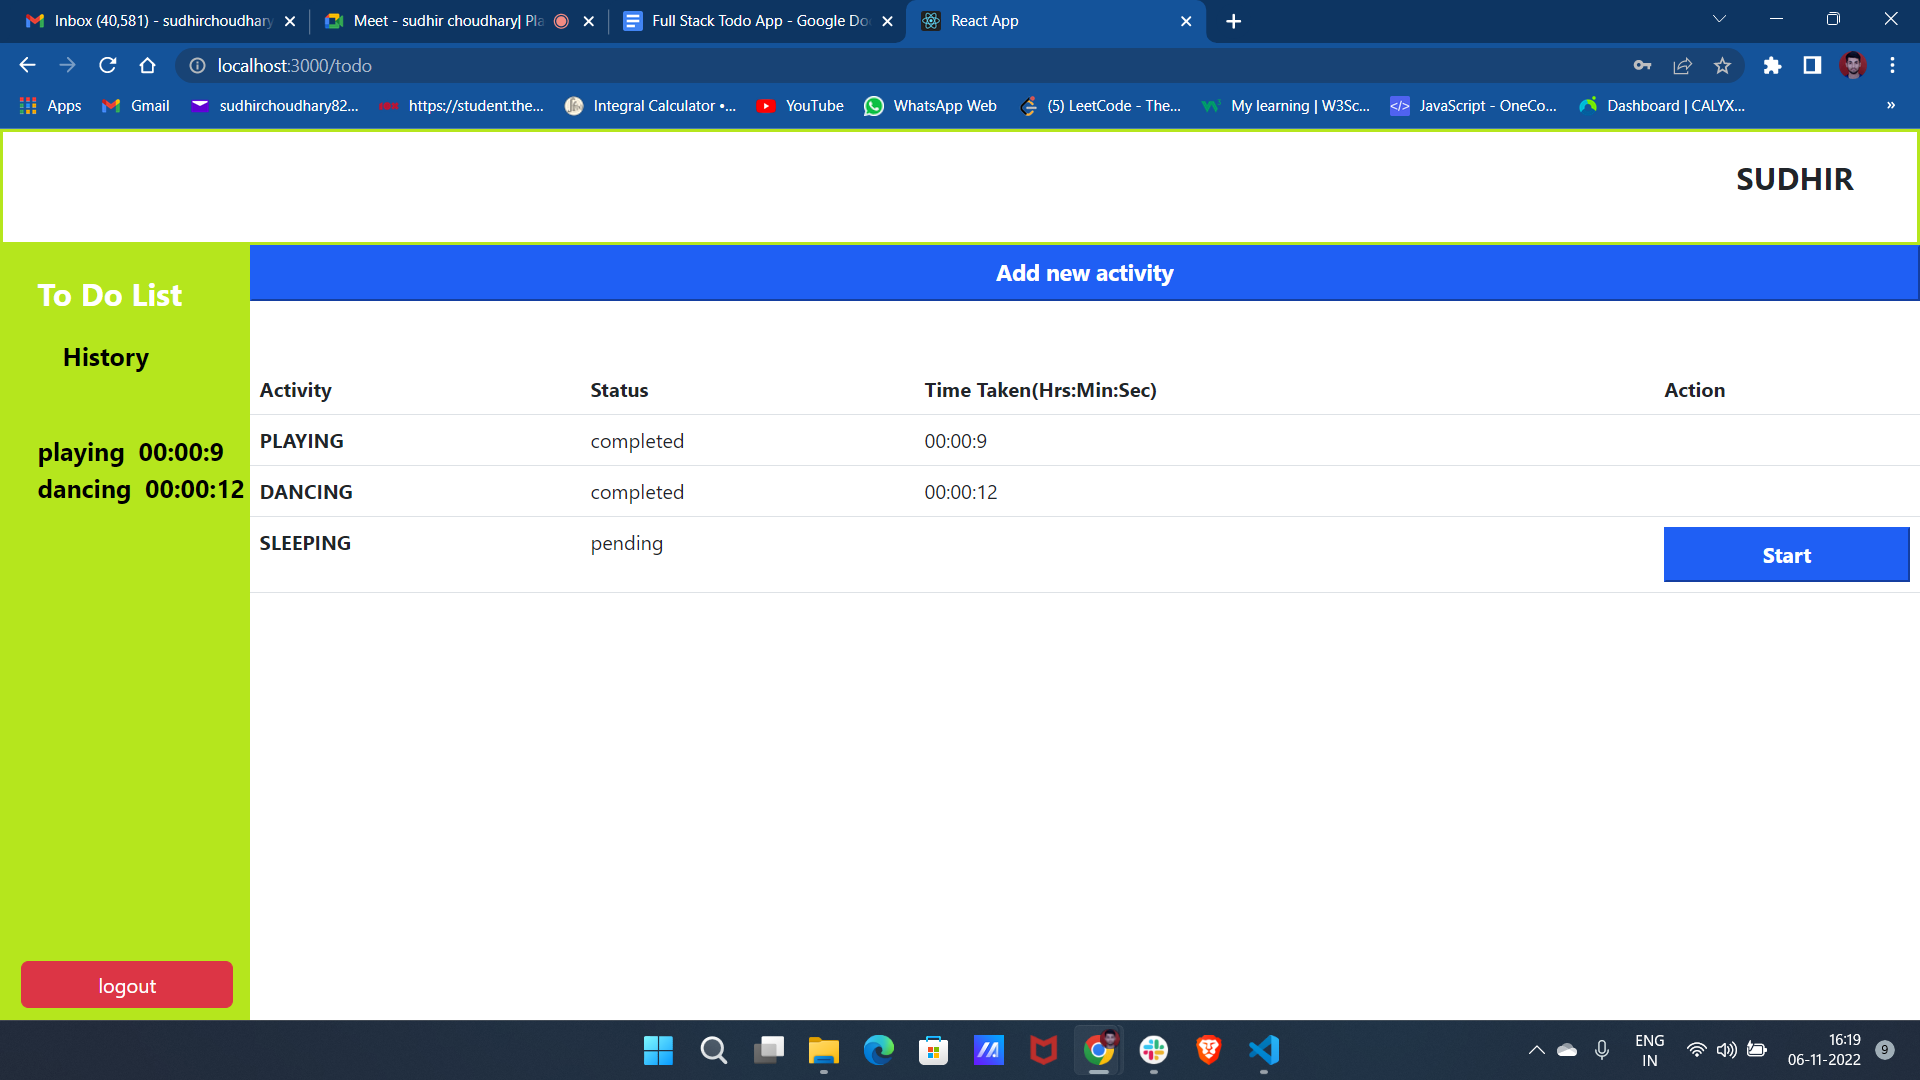 Inbox (40,581) - sudhirchoudhary
Meet - sudhir choudhary| Pla
Full Stack Todo App - Google Do
React App
localhost:3000/todo
Apps
Gmail
sudhirchoudhary82...
https://student.the...
Integral Calculator •...
YouTube
WhatsApp Web
(5) LeetCode - The...
My learning | W3Sc...
JavaScript - OneCo...
Dashboard | CALYX...
»
SUDHIR
To Do List
History
playing 00:00:9
dancing 00:00:12
logout
Add new activity
Activity Status Time Taken(Hrs:Min:Sec) Action
PLAYING completed 00:00:9
DANCING completed 00:00:12
SLEEPING pending Start
ENG
IN
16:19
06-11-2022
9